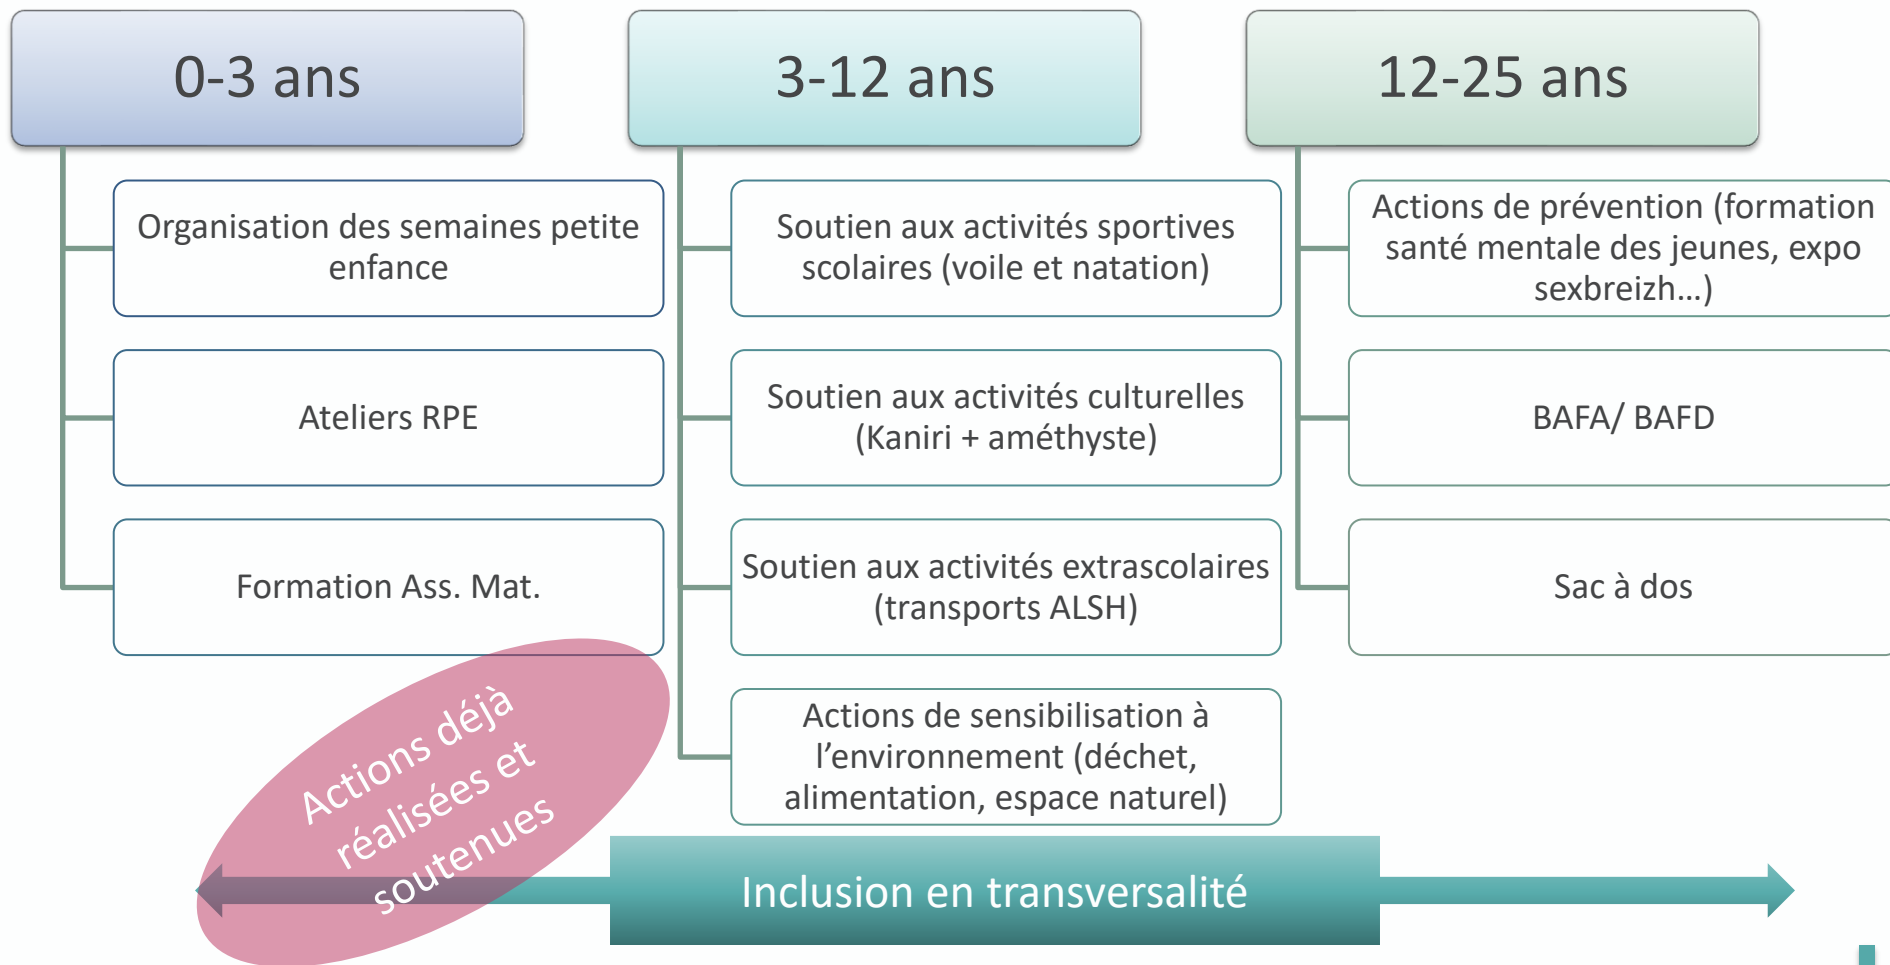 0-3 ans
Organisation des semaines petite
enfance
Ateliers RPE
Formation Ass. Mat.
3-12 ans
Soutien aux activités sportives
scolaires (voile et natation)
Soutien aux activités culturelles
(Kaniri + améthyste)
Soutien aux activités extrascolaires
(transports ALSH)
Actions de sensibilisation à
l’environnement (déchet,
alimentation, espace naturel)
12-25 ans
Actions de prévention (formation
santé mentale des jeunes, expo
sexbreizh…)
BAFA/ BAFD
Sac à dos
Actions déjà
réalisées et
soutenues
Inclusion en transversalité